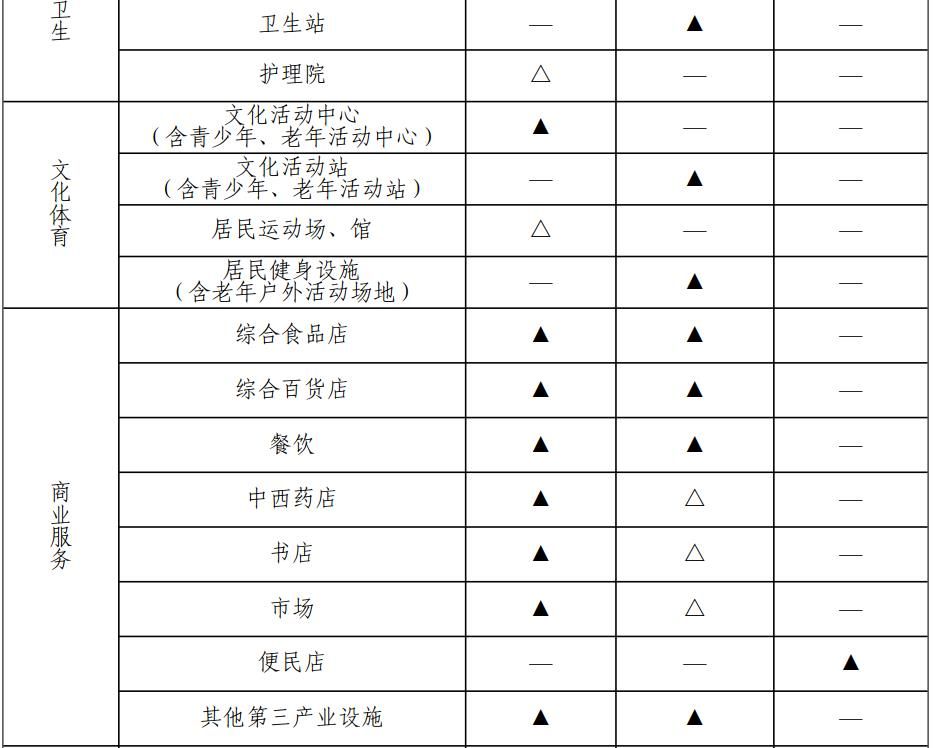 卫生
卫生站 — ▲ —
护理院 △ — —
文化体育
文化活动中心
（含青少年、老年活动中心） ▲ — —
文化活动站
（含青少年、老年活动站） — ▲ —
居民运动场、馆 △ — —
居民健身设施
（含老年户外活动场地） — ▲ —
商业服务
综合食品店 ▲ ▲ —
综合百货店 ▲ ▲ —
餐饮 ▲ ▲ —
中西药店 ▲ △ —
书店 ▲ △ —
市场 ▲ △ —
便民店 — — ▲
其他第三产业设施 ▲ ▲ —